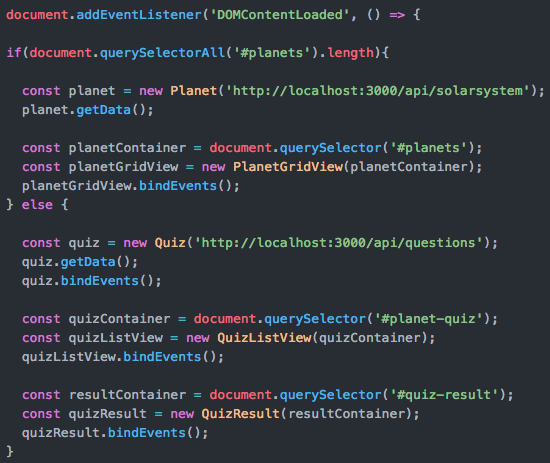 document.addEventListener('DOMContentLoaded', () => {

if(document.querySelectorAll('#planets').length){

  const planet = new Planet('http://localhost:3000/api/solarsystem');
  planet.getData();

  const planetContainer = document.querySelector('#planets');
  const planetGridView = new PlanetGridView(planetContainer);
  planetGridView.bindEvents();
} else {

  const quiz = new Quiz('http://localhost:3000/api/questions');
  quiz.getData();
  quiz.bindEvents();

  const quizContainer = document.querySelector('#planet-quiz');
  const quizListView = new QuizListView(quizContainer);
  quizListView.bindEvents();

  const resultContainer = document.querySelector('#quiz-result');
  const quizResult = new QuizResult(resultContainer);
  quizResult.bindEvents();
}